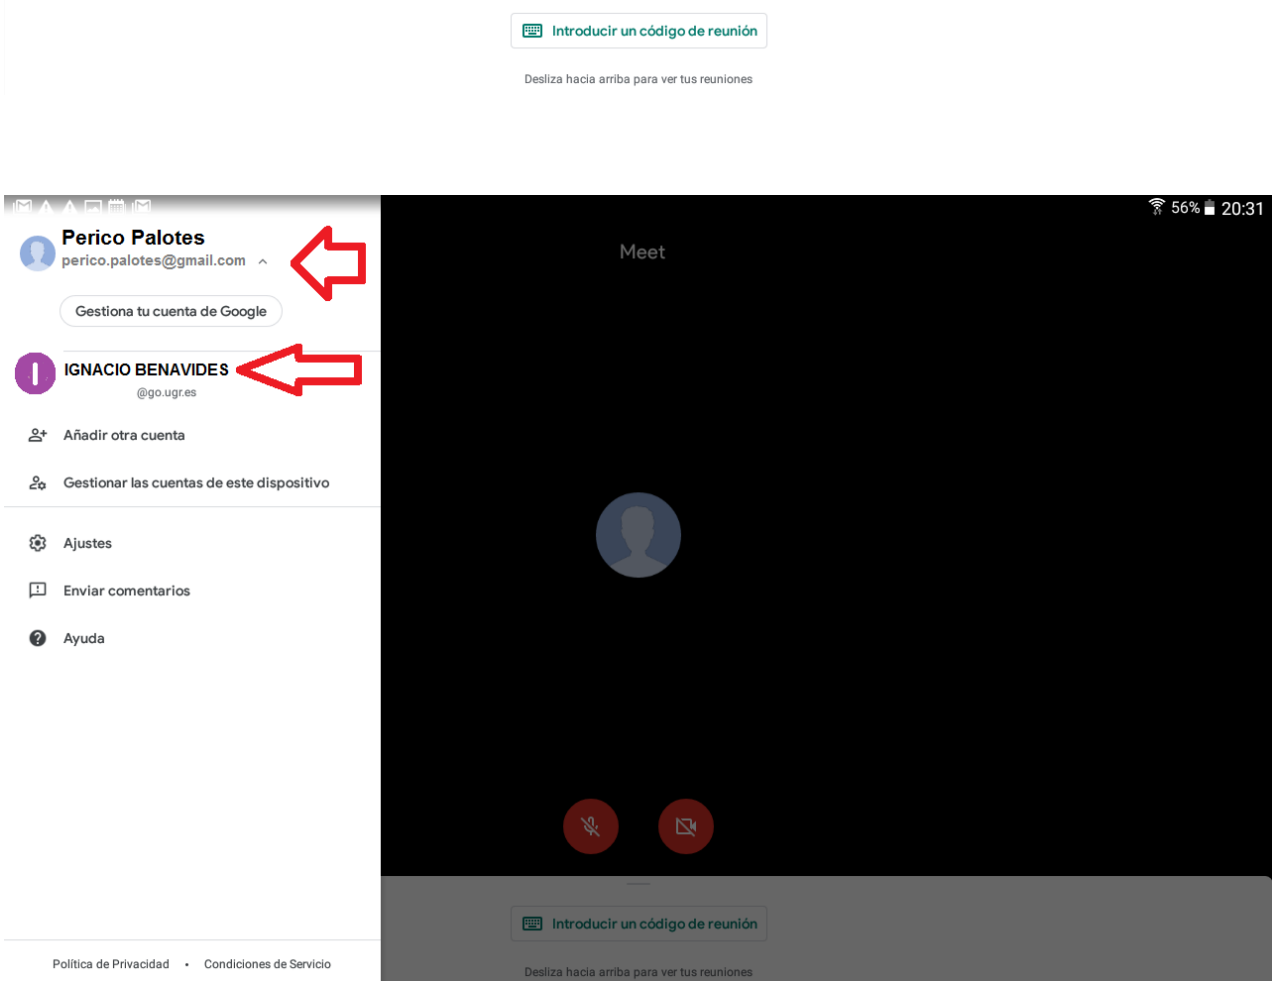 Introducir un código de reunión
Desliza hacia arriba para ver tus reuniones
56% 20:31
Perico Palotes
perico.palotes@gmail.com
Meet
Gestiona tu cuenta de Google
I
IGNACIO BENAVIDES
@go.ugr.es
Añadir otra cuenta
Gestionar las cuentas de este dispositivo
Ajustes
Enviar comentarios
Ayuda
Introducir un código de reunión
Política de Privacidad • Condiciones de Servicio
Desliza hacia arriba para ver tus reuniones